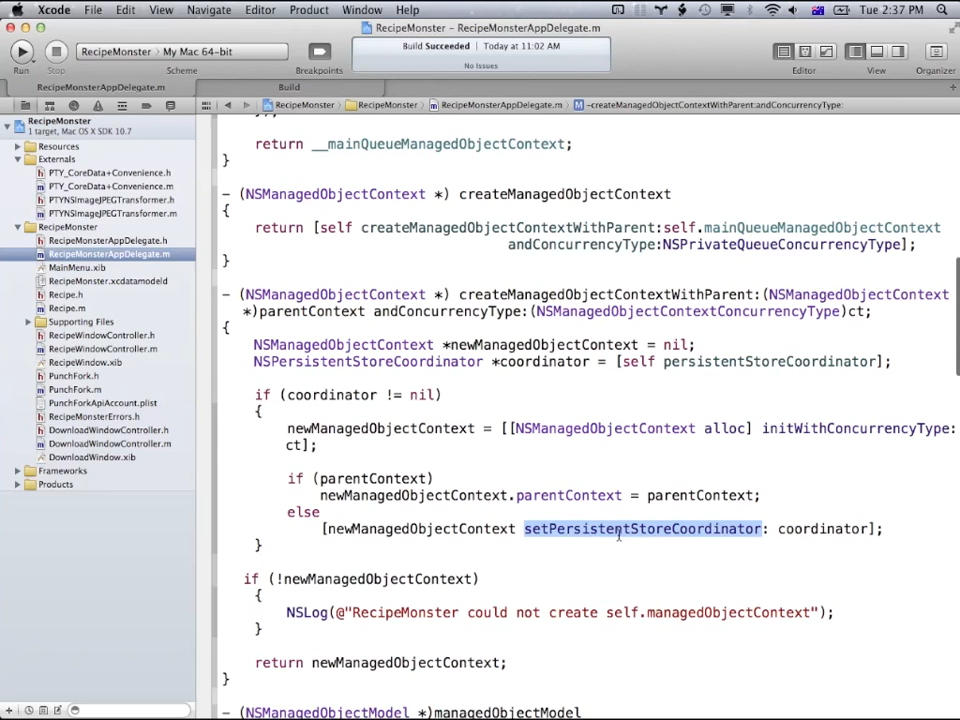 Xcode File Edit View Navigate Editor Product Window Help Tue 2:37 PM
RecipeMonster — RecipeMonsterAppDelegate.m
RecipeMonster › My Mac 64-bit
Build Succeeded | Today at 11:02 AM
No Issues
Run Stop Scheme Breakpoints Editor View Organizer
RecipeMonsterAppDelegate.m Build
RecipeMonster RecipeMonster RecipeMonsterAppDelegate.m -createManagedObjectContextWithParent:andConcurrencyType:
RecipeMonster
1 target, Mac OS X SDK 10.7
Resources
Externals
PTY_CoreData+Convenience.h
PTY_CoreData+Convenience.m
PTYNSImageJPEGTransformer.h
PTYNSImageJPEGTransformer.m
RecipeMonster
RecipeMonsterAppDelegate.h
RecipeMonsterAppDelegate.m
MainMenu.xib
RecipeMonster.xcdatamodeld
Recipe.h
Recipe.m
Supporting Files
RecipeWindowController.h
RecipeWindowController.m
RecipeWindow.xib
PunchFork.h
PunchFork.m
PunchForkApiAccount.plist
RecipeMonsterErrors.h
DownloadWindowController.h
DownloadWindowController.m
DownloadWindow.xib
Frameworks
Products
return __mainQueueManagedObjectContext;
}
- (NSManagedObjectContext *) createManagedObjectContext
{
return [self createManagedObjectContextWithParent:self.mainQueueManagedObjectContext
andConcurrencyType:NSPrivateQueueConcurrencyType];
}
- (NSManagedObjectContext *) createManagedObjectContextWithParent:(NSManagedObjectContext
*)parentContext andConcurrencyType:(NSManagedObjectContextConcurrencyType)ct;
{
NSManagedObjectContext *newManagedObjectContext = nil;
NSPersistentStoreCoordinator *coordinator = [self persistentStoreCoordinator];
if (coordinator != nil)
{
newManagedObjectContext = [[NSManagedObjectContext alloc] initWithConcurrencyType:
ct];
if (parentContext)
newManagedObjectContext.parentContext = parentContext;
else
[newManagedObjectContext setPersistentStoreCoordinator: coordinator];
}
if (!newManagedObjectContext)
{
NSLog(@"RecipeMonster could not create self.managedObjectContext");
}
return newManagedObjectContext;
}
- (NSManagedObjectModel *)managedObjectModel